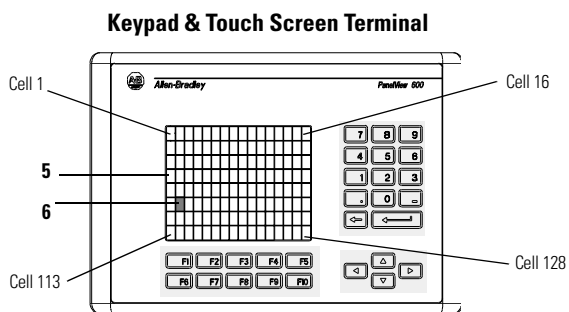 Keypad & Touch Screen Terminal
AB
Allen-Bradley
PanelView 600
Cell 1
Cell 16
7 8 9
4 5 6
1 2 3
. 0 -
5
6
Cell 113
Cell 128
F1 F2 F3 F4 F5
F6 F7 F8 F9 F10